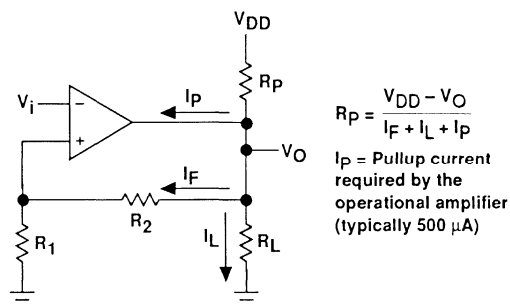 VDD
RP
IP
Vi
−
+
VO
IF
R2
R1
IL
RL
RP = VDD − VO / IF + IL + IP
IP = Pullup current
required by the
operational amplifier
(typically 500 μA)